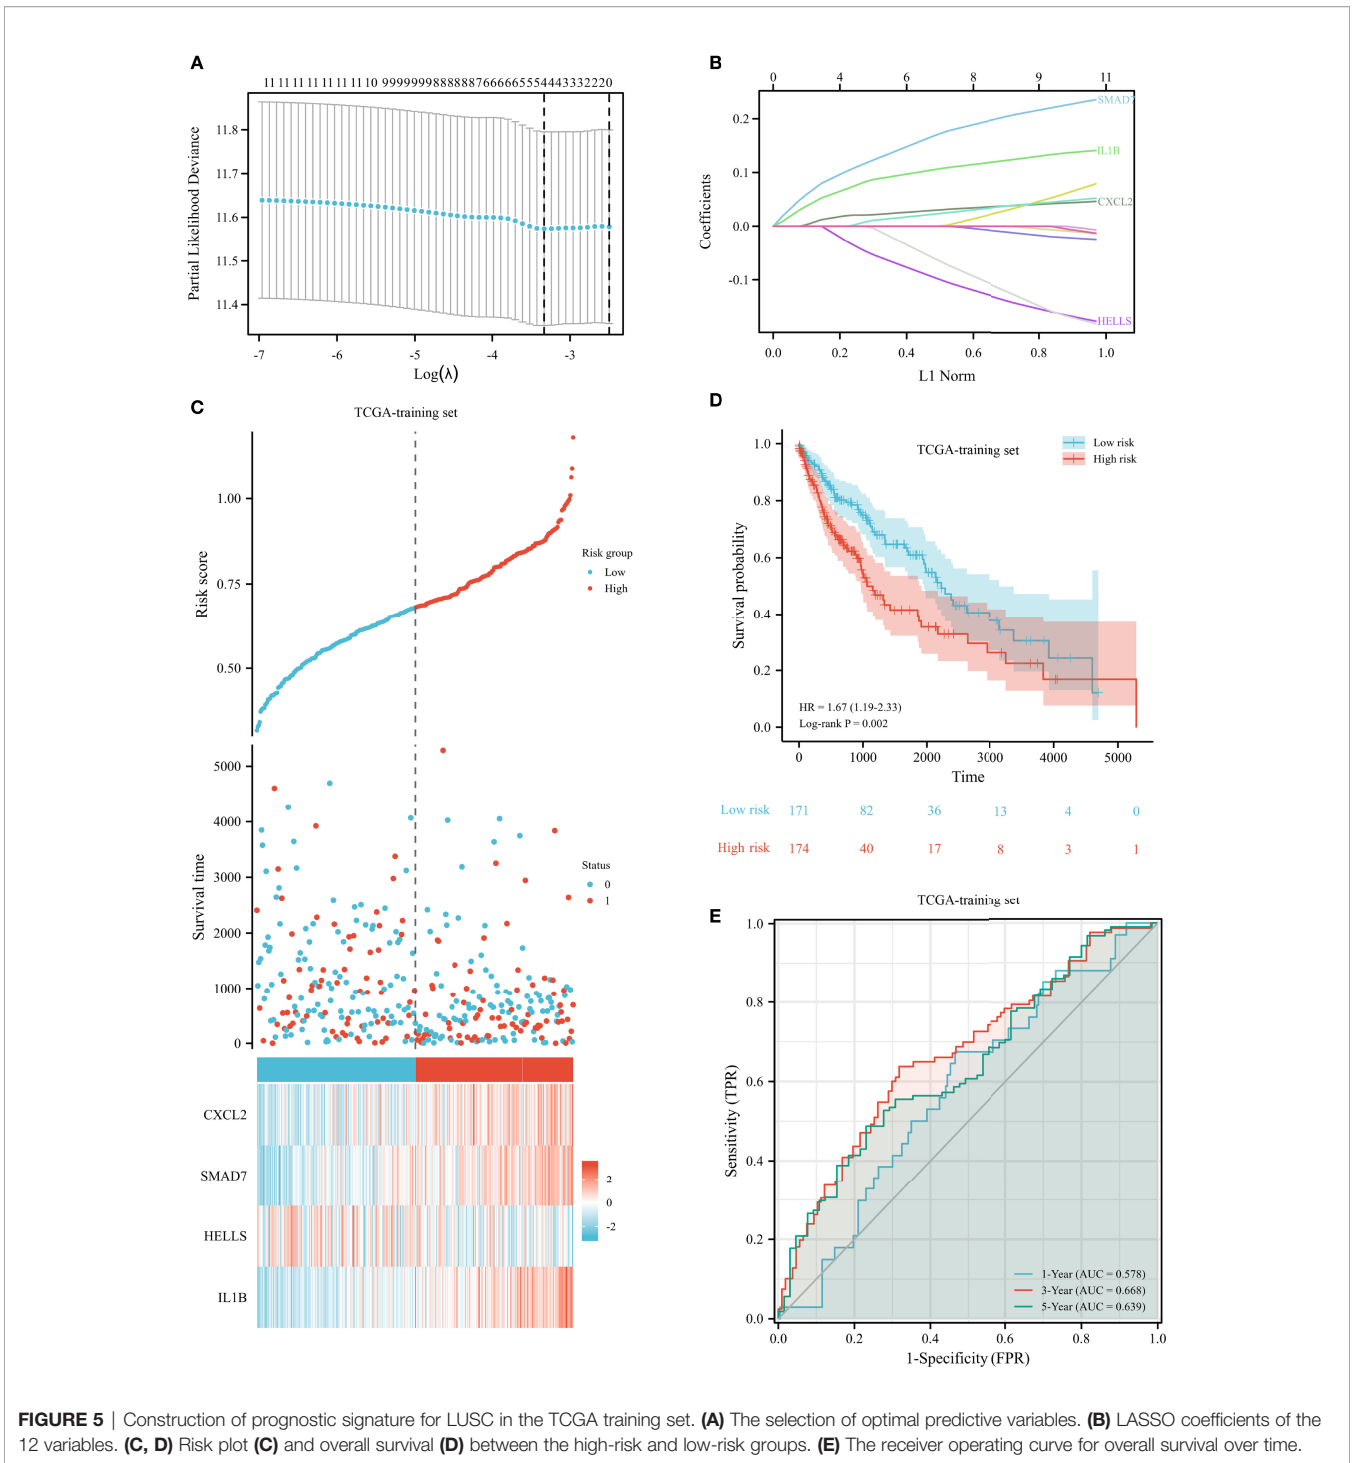 A
11 11 11 11 11 11 11 10 9999999988888876666665554443332220
11.8
11.7
11.6
11.5
11.4
Partial Likelihood Deviance
-7 -6 -5 -4 -3
Log(λ)
B
0 4 6 8 9 11
0.2
0.1
0.0
-0.1
Coefficients
SMAD7
IL1B
CXCL2
HELLS
0.0 0.2 0.4 0.6 0.8 1.0
L1 Norm
C
TCGA-training set
1.00
0.75
0.50
Risk score
Risk group
Low
High
5000
4000
3000
2000
1000
0
Survival time
Status
0
1
CXCL2
SMAD7
HELLS
IL1B
2
0
-2
D
TCGA-training set
Low risk
High risk
1.0
0.8
0.6
0.4
0.2
0.0
Survival probability
HR = 1.67 (1.19-2.33)
Log-rank P = 0.002
0 1000 2000 3000 4000 5000
Time
Low risk 171 82 36 13 4 0
High risk 174 40 17 8 3 1
E
TCGA-training set
1.0
0.8
0.6
0.4
0.2
0.0
Sensitivity (TPR)
1-Year (AUC = 0.578)
3-Year (AUC = 0.668)
5-Year (AUC = 0.639)
0.0 0.2 0.4 0.6 0.8 1.0
1-Specificity (FPR)
FIGURE 5 | Construction of prognostic signature for LUSC in the TCGA training set. (A) The selection of optimal predictive variables. (B) LASSO coefficients of the
12 variables. (C, D) Risk plot (C) and overall survival (D) between the high-risk and low-risk groups. (E) The receiver operating curve for overall survival over time.